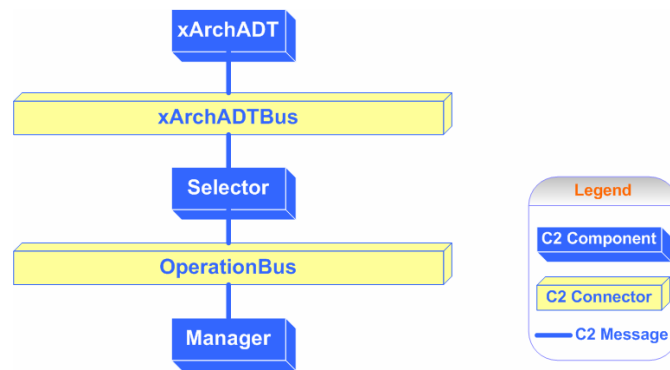 xArchADT
xArchADTBus
Selector
OperationBus
Manager
Legend
C2 Component
C2 Connector
C2 Message